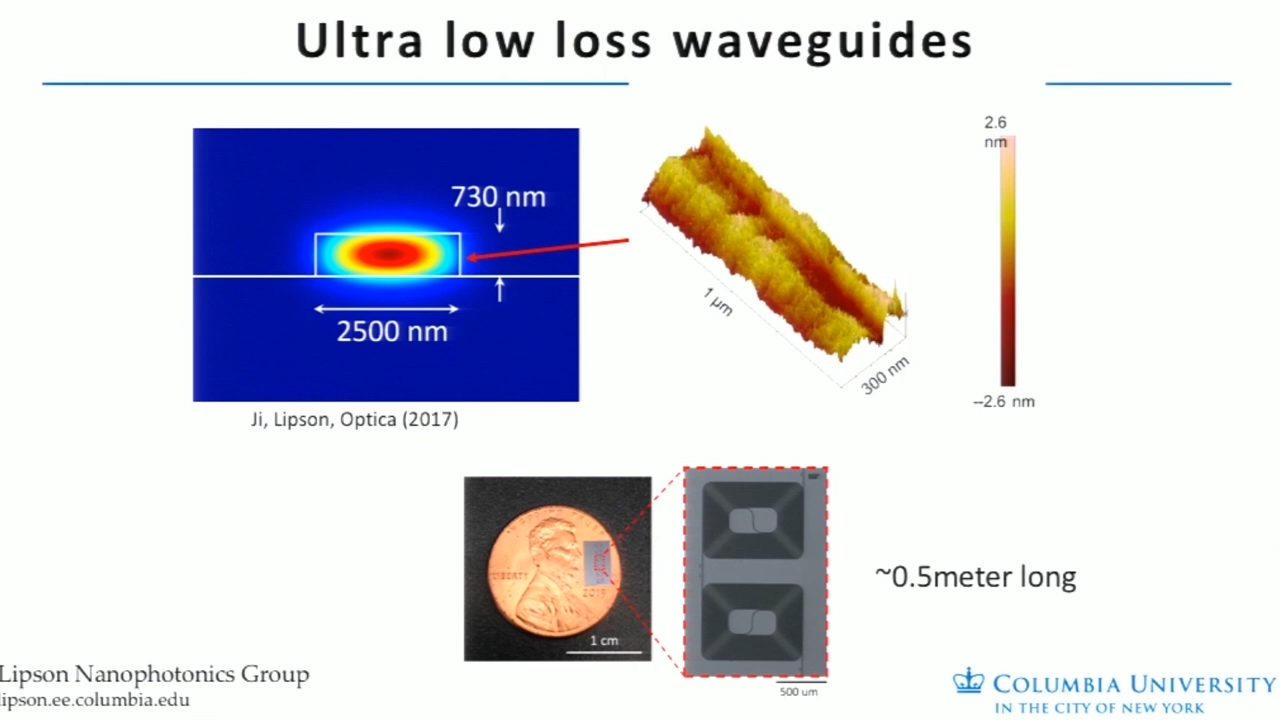 Ultra low loss waveguides
730 nm
2500 nm
Ji, Lipson, Optica (2017)
1 µm
300 nm
2.6
nm
--2.6 nm
LIBERTY
1 cm
500 um
~0.5meter long
Lipson Nanophotonics Group
lipson.ee.columbia.edu
COLUMBIA UNIVERSITY
IN THE CITY OF NEW YORK